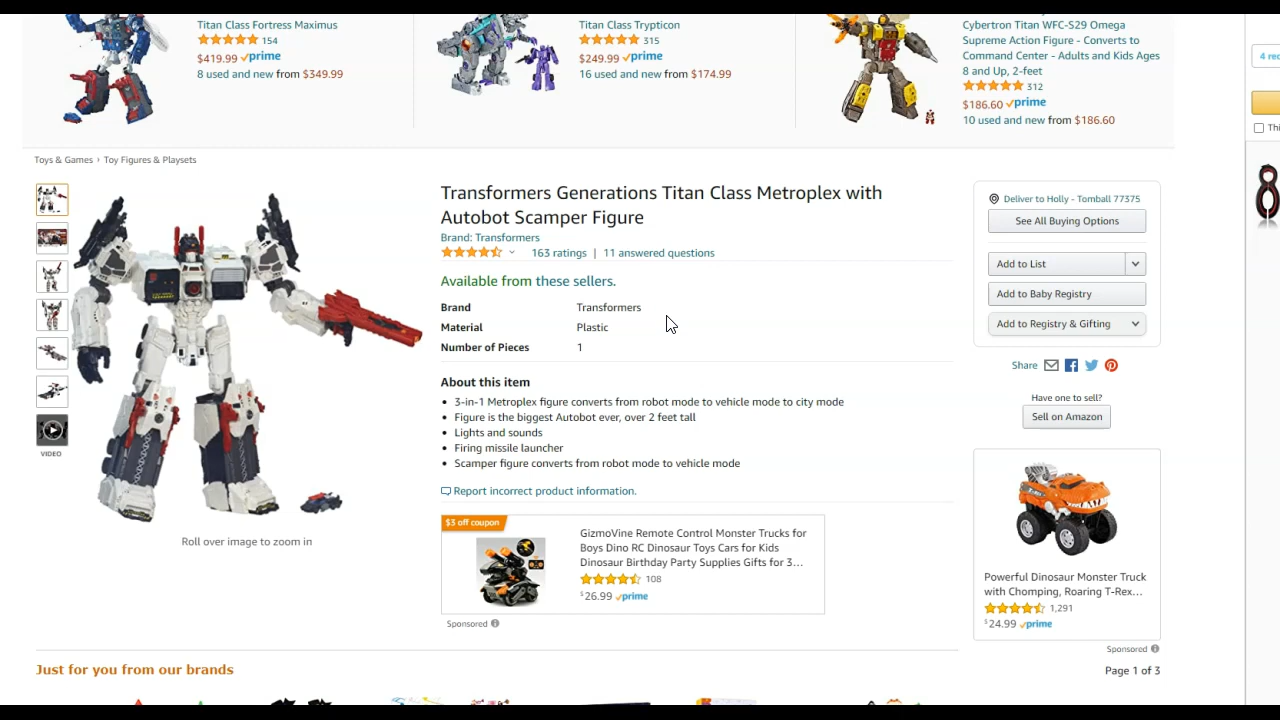 Titan Class Fortress Maximus
154
$419.99 prime
8 used and new from $349.99
Titan Class Trypticon
315
$249.99 prime
16 used and new from $174.99
Cybertron Titan WFC-S29 Omega
Supreme Action Figure - Converts to
Command Center - Adults and Kids Ages
8 and Up, 2-feet
312
$186.60 prime
10 used and new from $186.60
Toys & Games › Toy Figures & Playsets
VIDEO
Roll over image to zoom in
Transformers Generations Titan Class Metroplex with
Autobot Scamper Figure
Brand: Transformers
163 ratings | 11 answered questions
Available from these sellers.
Brand Transformers
Material Plastic
Number of Pieces 1
About this item
• 3-in-1 Metroplex figure converts from robot mode to vehicle mode to city mode
• Figure is the biggest Autobot ever, over 2 feet tall
• Lights and sounds
• Firing missile launcher
• Scamper figure converts from robot mode to vehicle mode
Report incorrect product information.
$3 off coupon
GizmoVine Remote Control Monster Trucks for
Boys Dino RC Dinosaur Toys Cars for Kids
Dinosaur Birthday Party Supplies Gifts for 3...
108
$26.99 prime
Sponsored
Deliver to Holly - Tomball 77375
See All Buying Options
Add to List
Add to Baby Registry
Add to Registry & Gifting
Share
Have one to sell?
Sell on Amazon
Powerful Dinosaur Monster Truck
with Chomping, Roaring T-Rex...
1,291
$24.99 prime
Sponsored
Just for you from our brands
Page 1 of 3